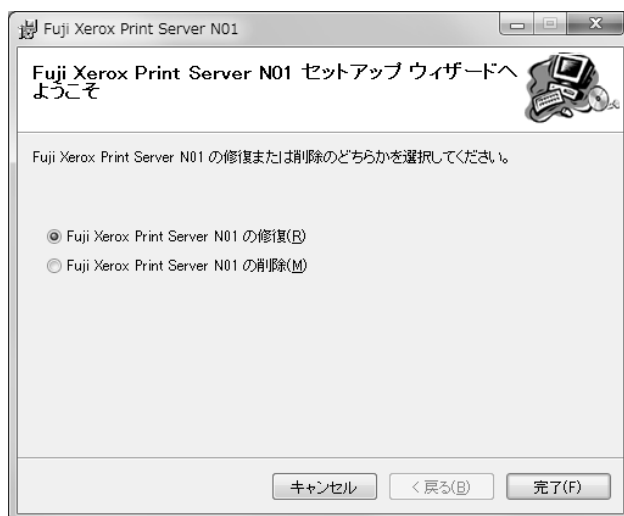 Fuji Xerox Print Server N01
Fuji Xerox Print Server N01 セットアップ ウィザードへ
ようこそ
Fuji Xerox Print Server N01 の修復または削除のどちらかを選択してください。
Fuji Xerox Print Server N01 の修復(R)
Fuji Xerox Print Server N01 の削除(M)
キャンセル
< 戻る(B)
完了(F)